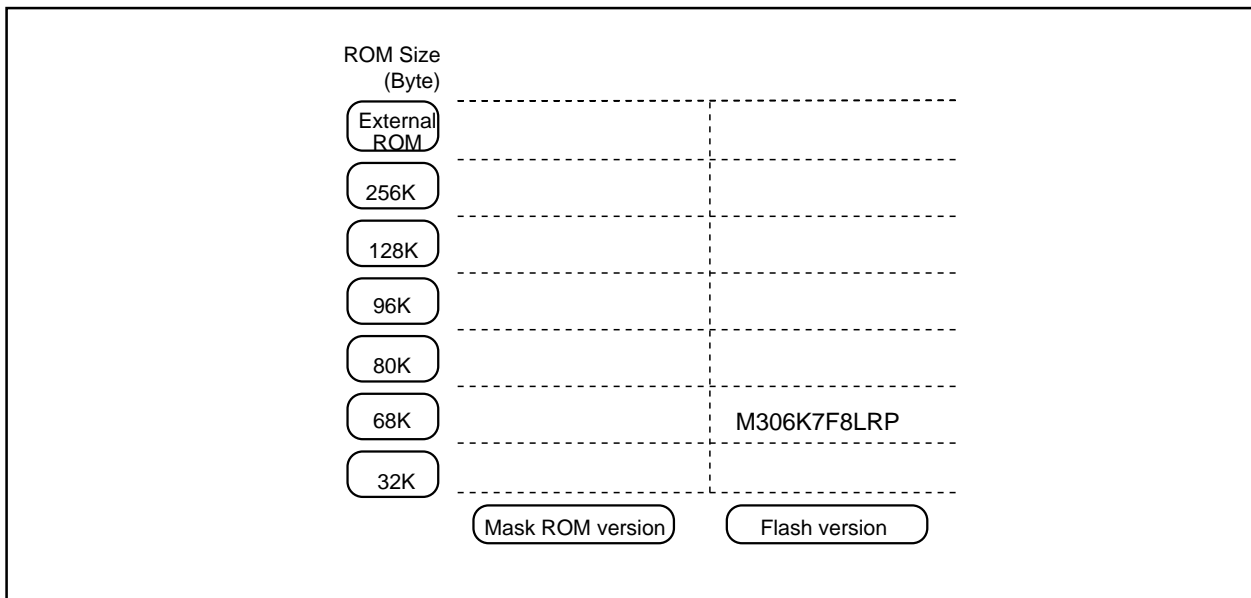 ROM Size
(Byte)
External
ROM
256K
128K
96K
80K
68K
M306K7F8LRP
32K
Mask ROM version
Flash version